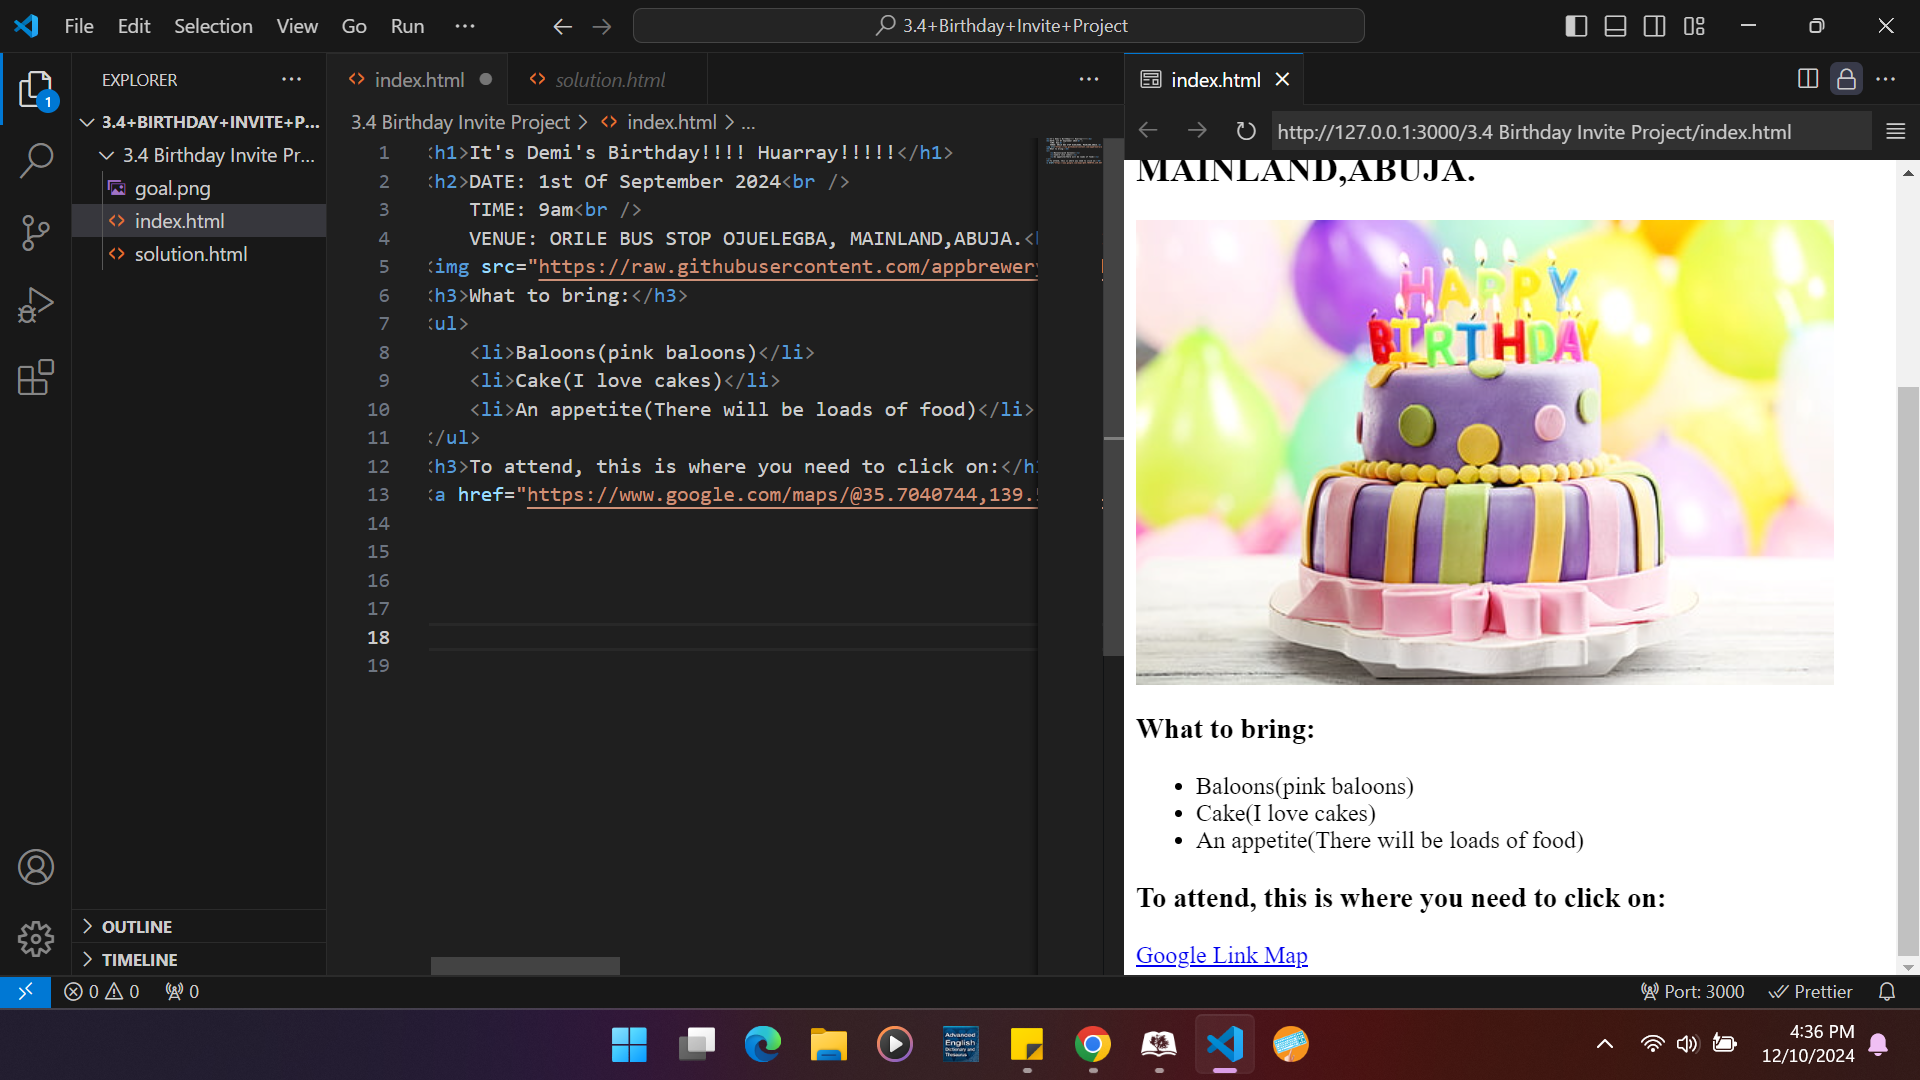 File Edit Selection View Go Run ...
3.4+Birthday+Invite+Project
EXPLORER
3.4+BIRTHDAY+INVITE+P...
3.4 Birthday Invite Pr...
goal.png
index.html
solution.html
OUTLINE
TIMELINE
1
index.html
solution.html
3.4 Birthday Invite Project > index.html > ...
1 <h1>It's Demi's Birthday!!!! Huarray!!!!!</h1>
2 <h2>DATE: 1st Of September 2024<br />
3 TIME: 9am<br />
4 VENUE: ORILE BUS STOP OJUELEGBA, MAINLAND,ABUJA.<
5 <img src="https://raw.githubusercontent.com/appbrewery
6 <h3>What to bring:</h3>
7 <ul>
8 <li>Baloons(pink baloons)</li>
9 <li>Cake(I love cakes)</li>
10 <li>An appetite(There will be loads of food)</li>
11 </ul>
12 <h3>To attend, this is where you need to click on:</h
13 <a href="https://www.google.com/maps/@35.7040744,139.
14
15
16
17
18
19
index.html
http://127.0.0.1:3000/3.4 Birthday Invite Project/index.html
MAINLAND,ABUJA.
HAPPY
BIRTHDAY
What to bring:
• Baloons(pink baloons)
• Cake(I love cakes)
• An appetite(There will be loads of food)
To attend, this is where you need to click on:
Google Link Map
0 0 0
Port: 3000 Prettier
Advanced
English
Dictionary and
Thesaurus
4:36 PM
12/10/2024